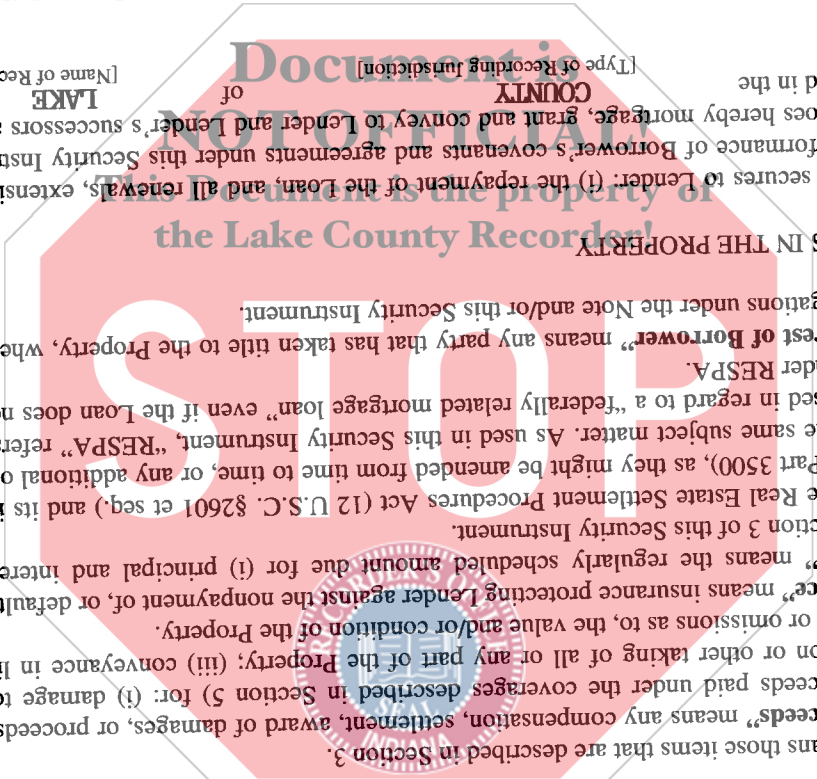 Document is
NOT OFFICIAL!
This Document is the property of
the Lake County Recorder!
STOP
RECORDER'S OFFICE
SEAL
INDIANA
ans those items that are described in Section 3.
ceeds" means any compensation, settlement, award of damages, or proceeds
ceeds paid under the coverages described in Section 5) for: (i) damage to
on or other taking of all or any part of the Property; (iii) conveyance in li
or omissions as to, the value and/or condition of the Property.
ce" means insurance protecting Lender against the nonpayment of, or default
" means the regularly scheduled amount due for (i) principal and intere
ction 3 of this Security Instrument.
e Real Estate Settlement Procedures Act (12 U.S.C. §2601 et seq.) and its i
Part 3500), as they might be amended from time to time, or any additional o
e same subject matter. As used in this Security Instrument, "RESPA" refers
sed in regard to a "federally related mortgage loan" even if the Loan does n
der RESPA.
rest of Borrower" means any party that has taken title to the Property, whe
gations under the Note and/or this Security Instrument.
S IN THE PROPERTY
secures to Lender: (i) the repayment of the Loan, and all renewals, extensi
formance of Borrower's covenants and agreements under this Security Inst
oes hereby mortgage, grant and convey to Lender and Lender's successors a
d in the COUNTY of LAKE
[Type of Recording Jurisdiction] [Name of Rec